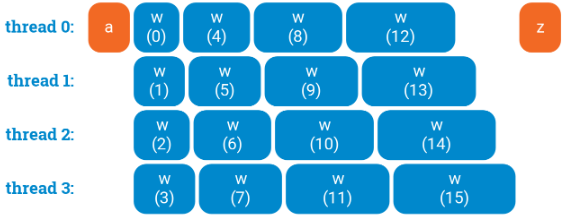 thread 0: a w (0) w (4) w (8) w (12) z
thread 1: w (1) w (5) w (9) w (13)
thread 2: w (2) w (6) w (10) w (14)
thread 3: w (3) w (7) w (11) w (15)